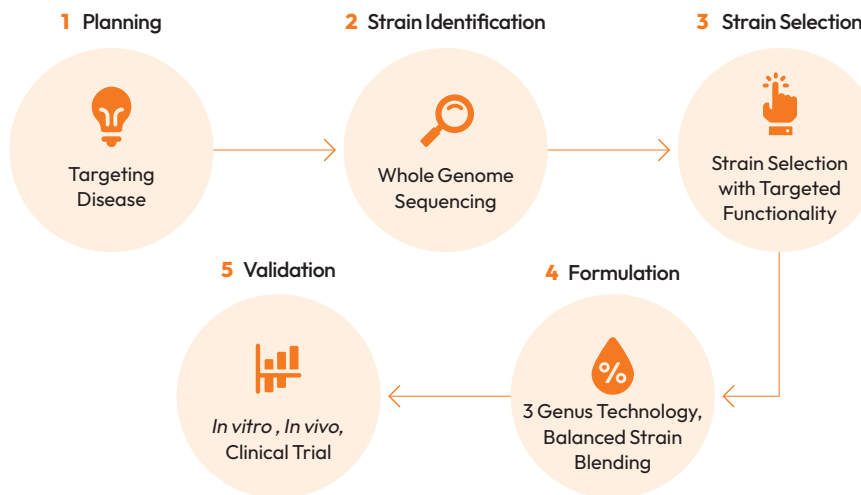 1 Planning
Targeting
Disease
2 Strain Identification
Whole Genome
Sequencing
3 Strain Selection
Strain Selection
with Targeted
Functionality
4 Formulation
%
3 Genus Technology,
Balanced Strain
Blending
5 Validation
In vitro , In vivo,
Clinical Trial